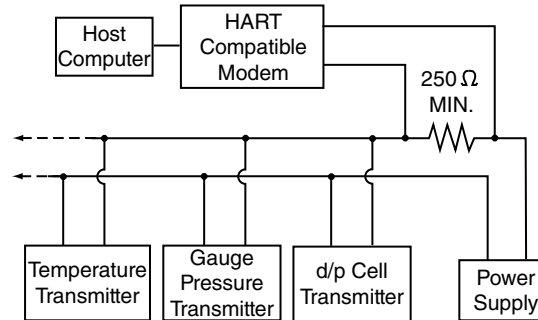 Host
Computer
HART
Compatible
Modem
250 Ω
MIN.
Temperature
Transmitter
Gauge
Pressure
Transmitter
d/p Cell
Transmitter
Power
Supply